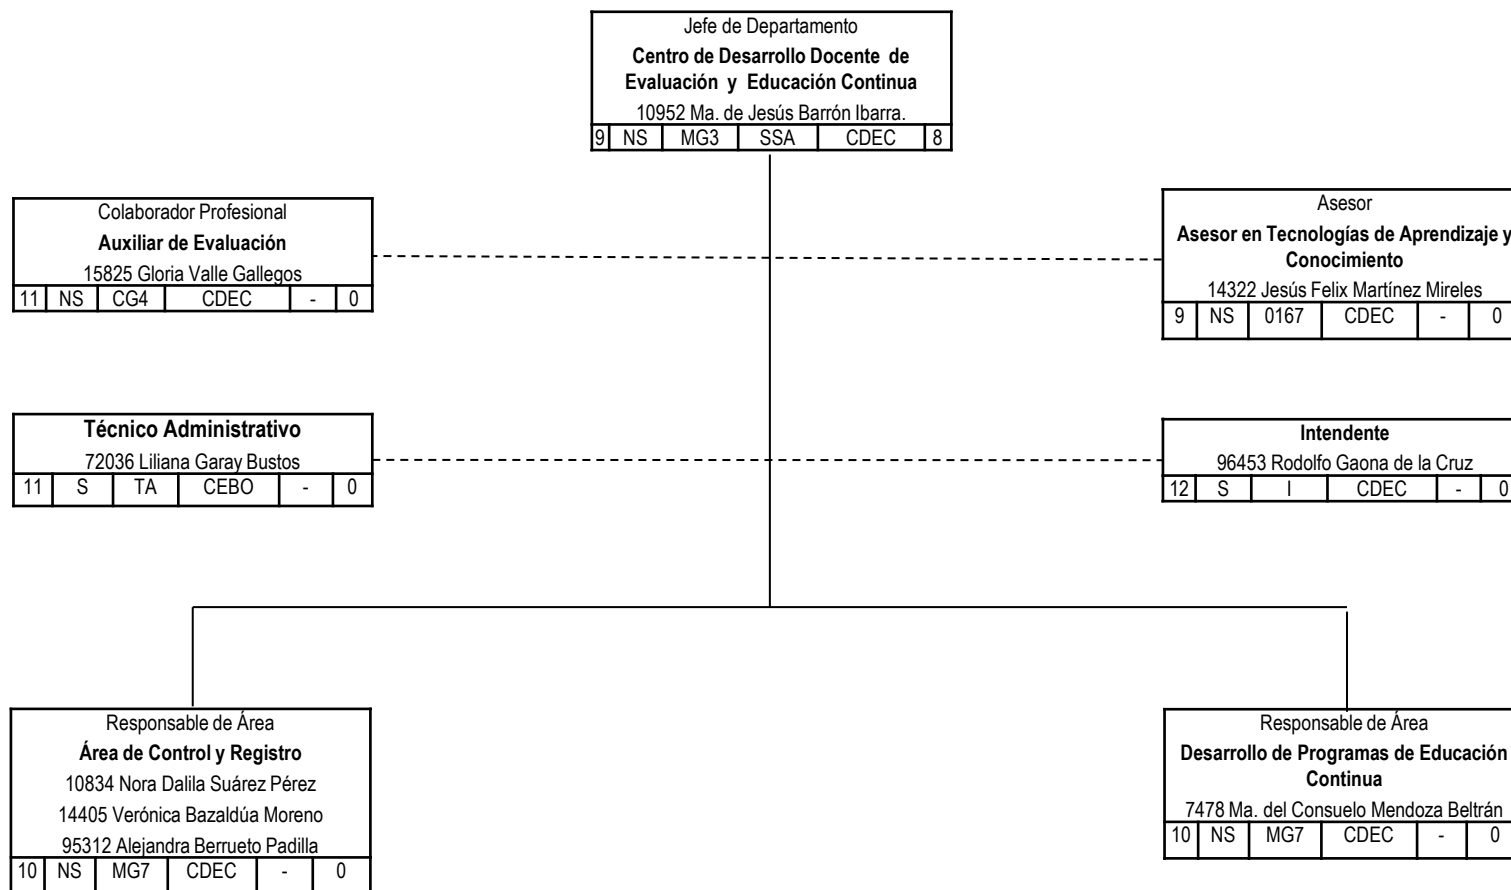 Jefe de Departamento
Centro de Desarrollo Docente de
Evaluación y Educación Continua
10952 Ma. de Jesús Barrón Ibarra.
9 NS MG3 SSA CDEC 8
Colaborador Profesional
Auxiliar de Evaluación
15825 Gloria Valle Gallegos
11 NS CG4 CDEC - 0
Asesor
Asesor en Tecnologías de Aprendizaje y
Conocimiento
14322 Jesús Felix Martínez Mireles
9 NS 0167 CDEC - 0
Técnico Administrativo
72036 Liliana Garay Bustos
11 S TA CEBO - 0
Intendente
96453 Rodolfo Gaona de la Cruz
12 S I CDEC - 0
Responsable de Área
Área de Control y Registro
10834 Nora Dalila Suárez Pérez
14405 Verónica Bazaldúa Moreno
95312 Alejandra Berrueto Padilla
10 NS MG7 CDEC - 0
Responsable de Área
Desarrollo de Programas de Educación
Continua
7478 Ma. del Consuelo Mendoza Beltrán
10 NS MG7 CDEC - 0